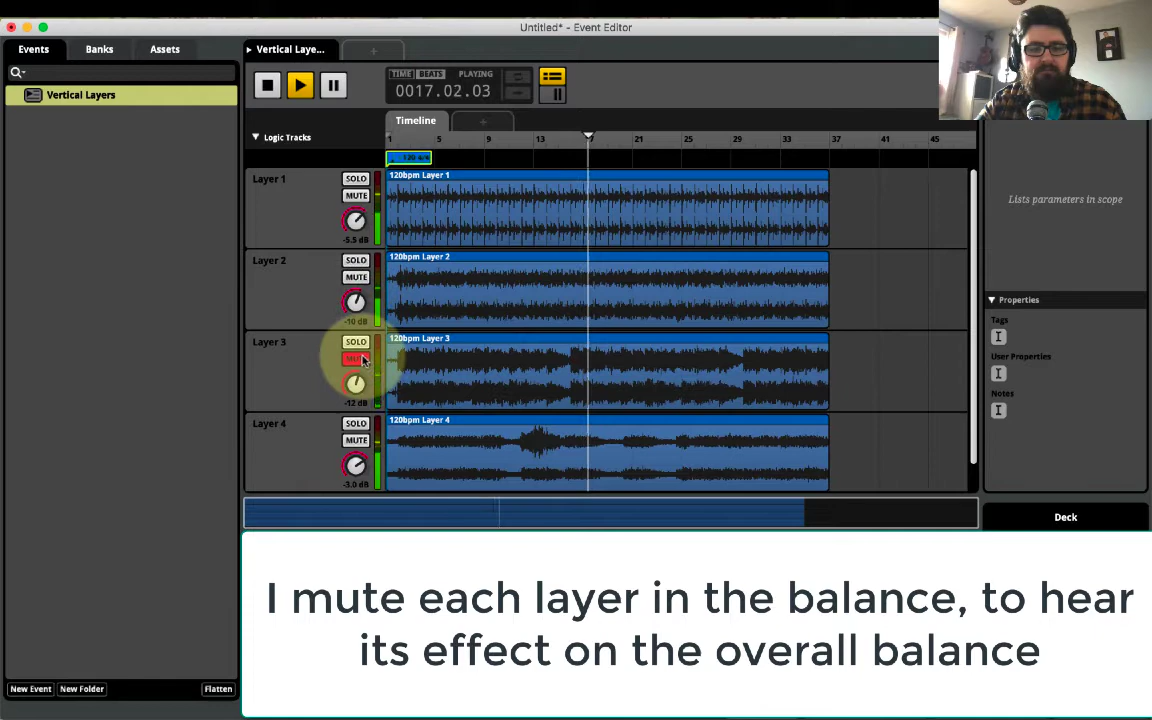 Untitled* - Event Editor
Events Banks Assets
Vertical Laye...
TIME BEATS PLAYING
0017.02.03
Vertical Layers
Timeline
Logic Tracks
1 5 9 13 17 21 25 29 33 37 41 45
Lists parameters in scope
Layer 1
SOLO
MUTE
-5.5 dB
120bpm Layer 1
Layer 2
SOLO
MUTE
-10 dB
120bpm Layer 2
Layer 3
SOLO
-12 dB
120bpm Layer 3
Layer 4
SOLO
MUTE
-3.0 dB
120bpm Layer 4
Properties
Tags
User Properties
Notes
Deck
New Event New Folder Flatten
I mute each layer in the balance, to hear
its effect on the overall balance